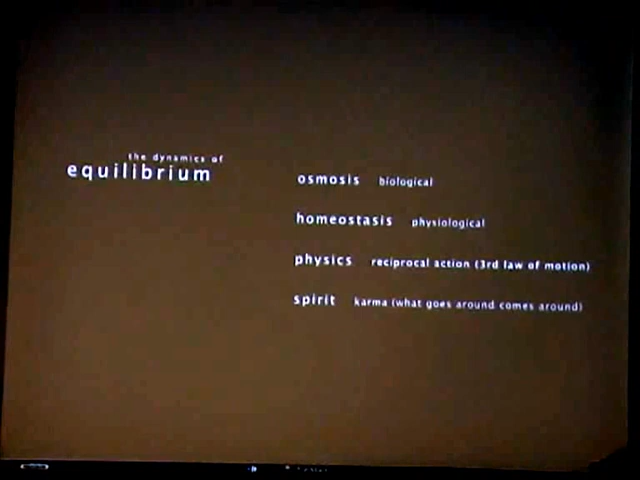 the dynamics of
equilibrium
osmosis biological
homeostasis physiological
physics reciprocal action (3rd law of motion)
spirit karma (what goes around comes around)